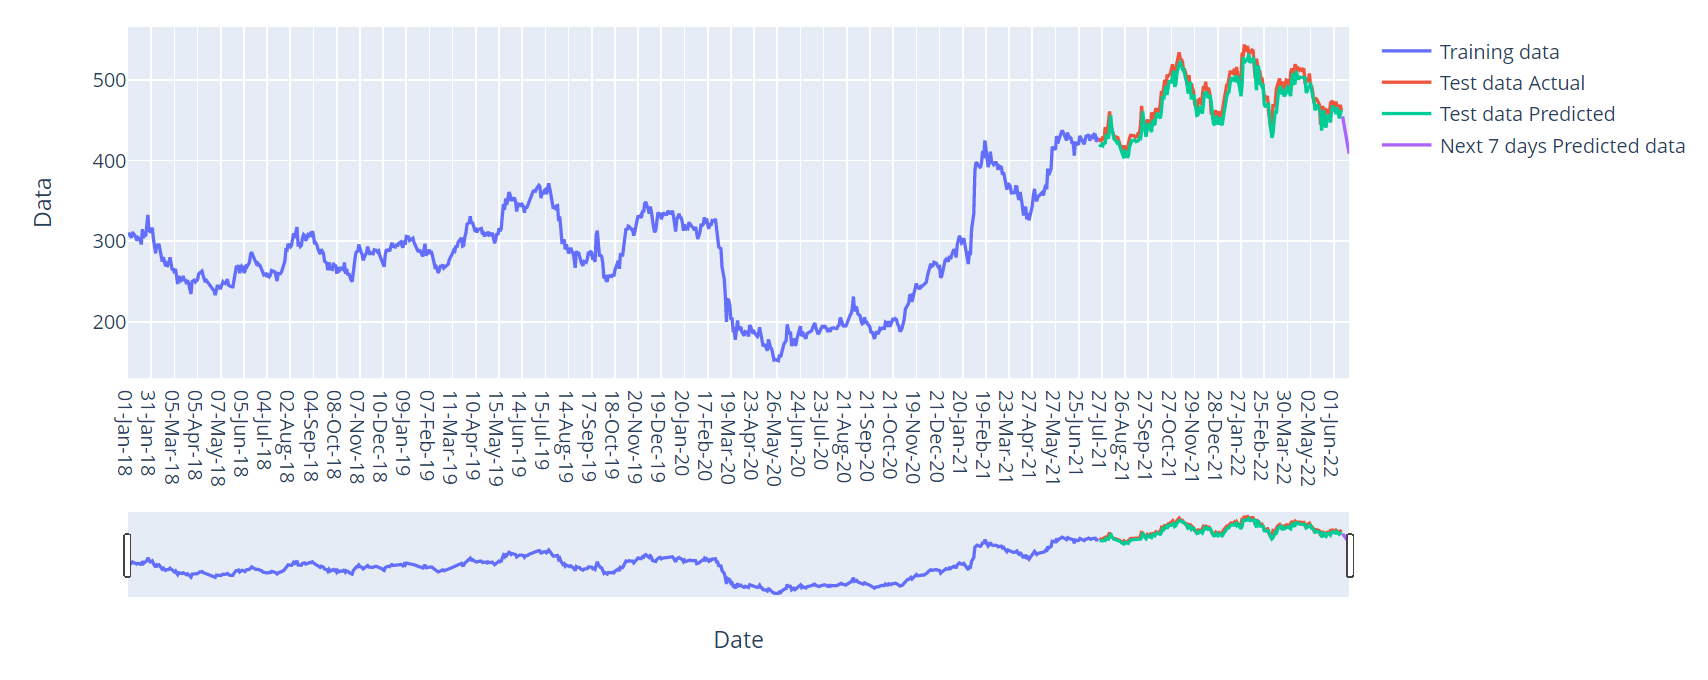 Training data
Test data Actual
Test data Predicted
Next 7 days Predicted data
Data
500
400
300
200
01-Jan-18
31-Jan-18
05-Mar-18
05-Apr-18
07-May-18
05-Jun-18
04-Jul-18
02-Aug-18
04-Sep-18
08-Oct-18
07-Nov-18
10-Dec-18
09-Jan-19
07-Feb-19
11-Mar-19
10-Apr-19
15-May-19
14-Jun-19
15-Jul-19
14-Aug-19
17-Sep-19
18-Oct-19
20-Nov-19
19-Dec-19
20-Jan-20
17-Feb-20
19-Mar-20
23-Apr-20
26-May-20
24-Jun-20
23-Jul-20
21-Aug-20
21-Sep-20
21-Oct-20
19-Nov-20
21-Dec-20
20-Jan-21
19-Feb-21
23-Mar-21
27-Apr-21
27-May-21
25-Jun-21
27-Jul-21
26-Aug-21
27-Sep-21
27-Oct-21
29-Nov-21
28-Dec-21
27-Jan-22
25-Feb-22
30-Mar-22
02-May-22
01-Jun-22
Date